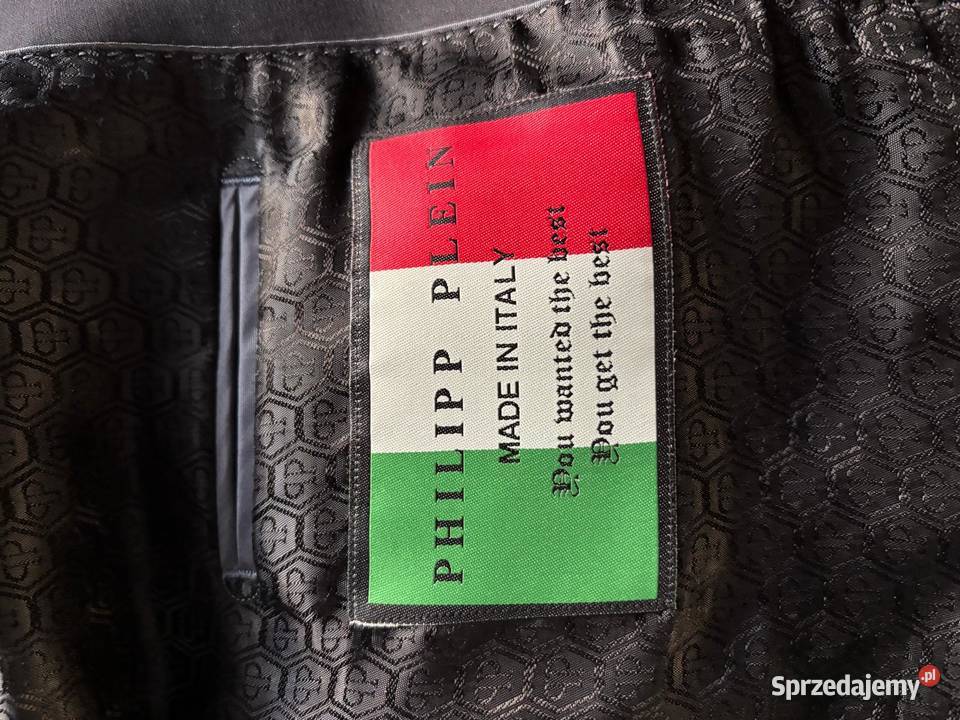 PHILIPP PLEIN
MADE IN ITALY
You wanted the best
You get the best
Sprzedajemy.pl